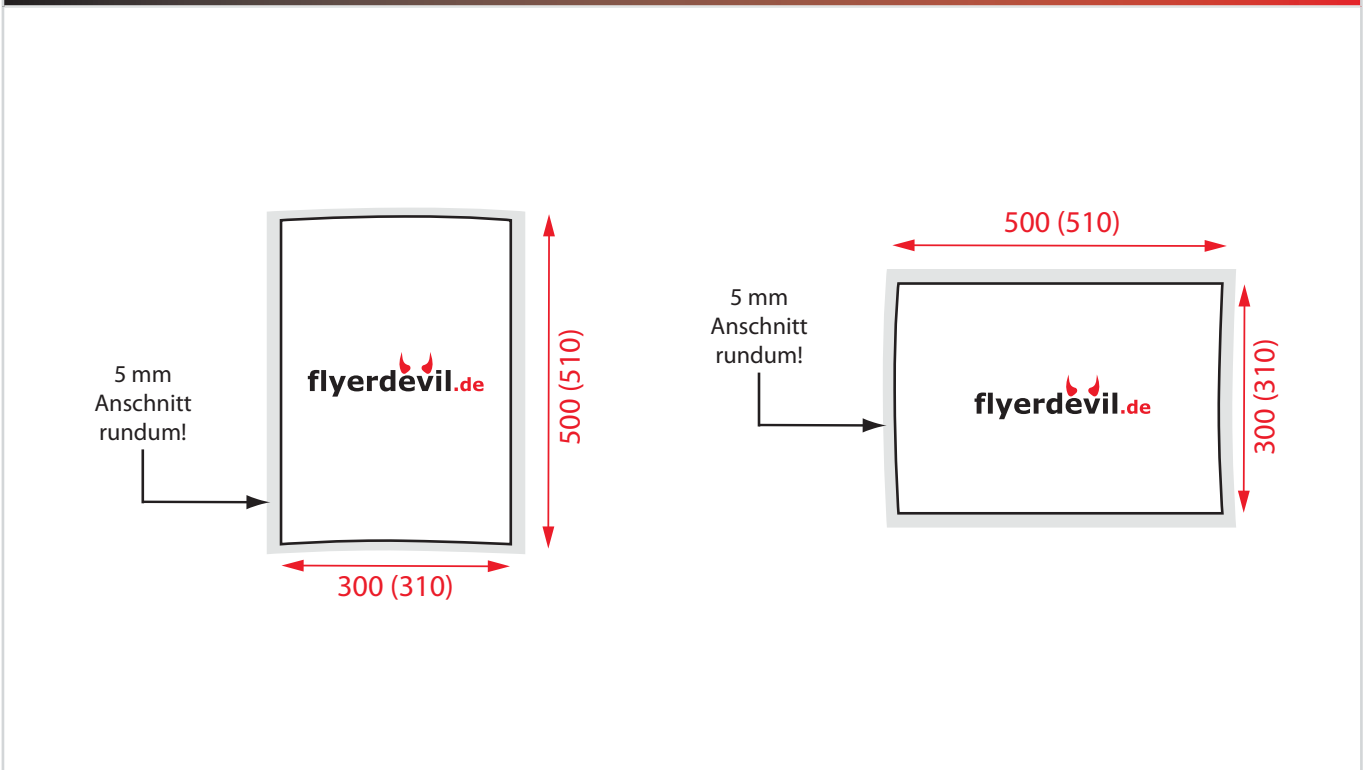 5 mm
Anschnitt
rundum!
flyerdevil.de
500 (510)
300 (310)
5 mm
Anschnitt
rundum!
500 (510)
flyerdevil.de
300 (310)